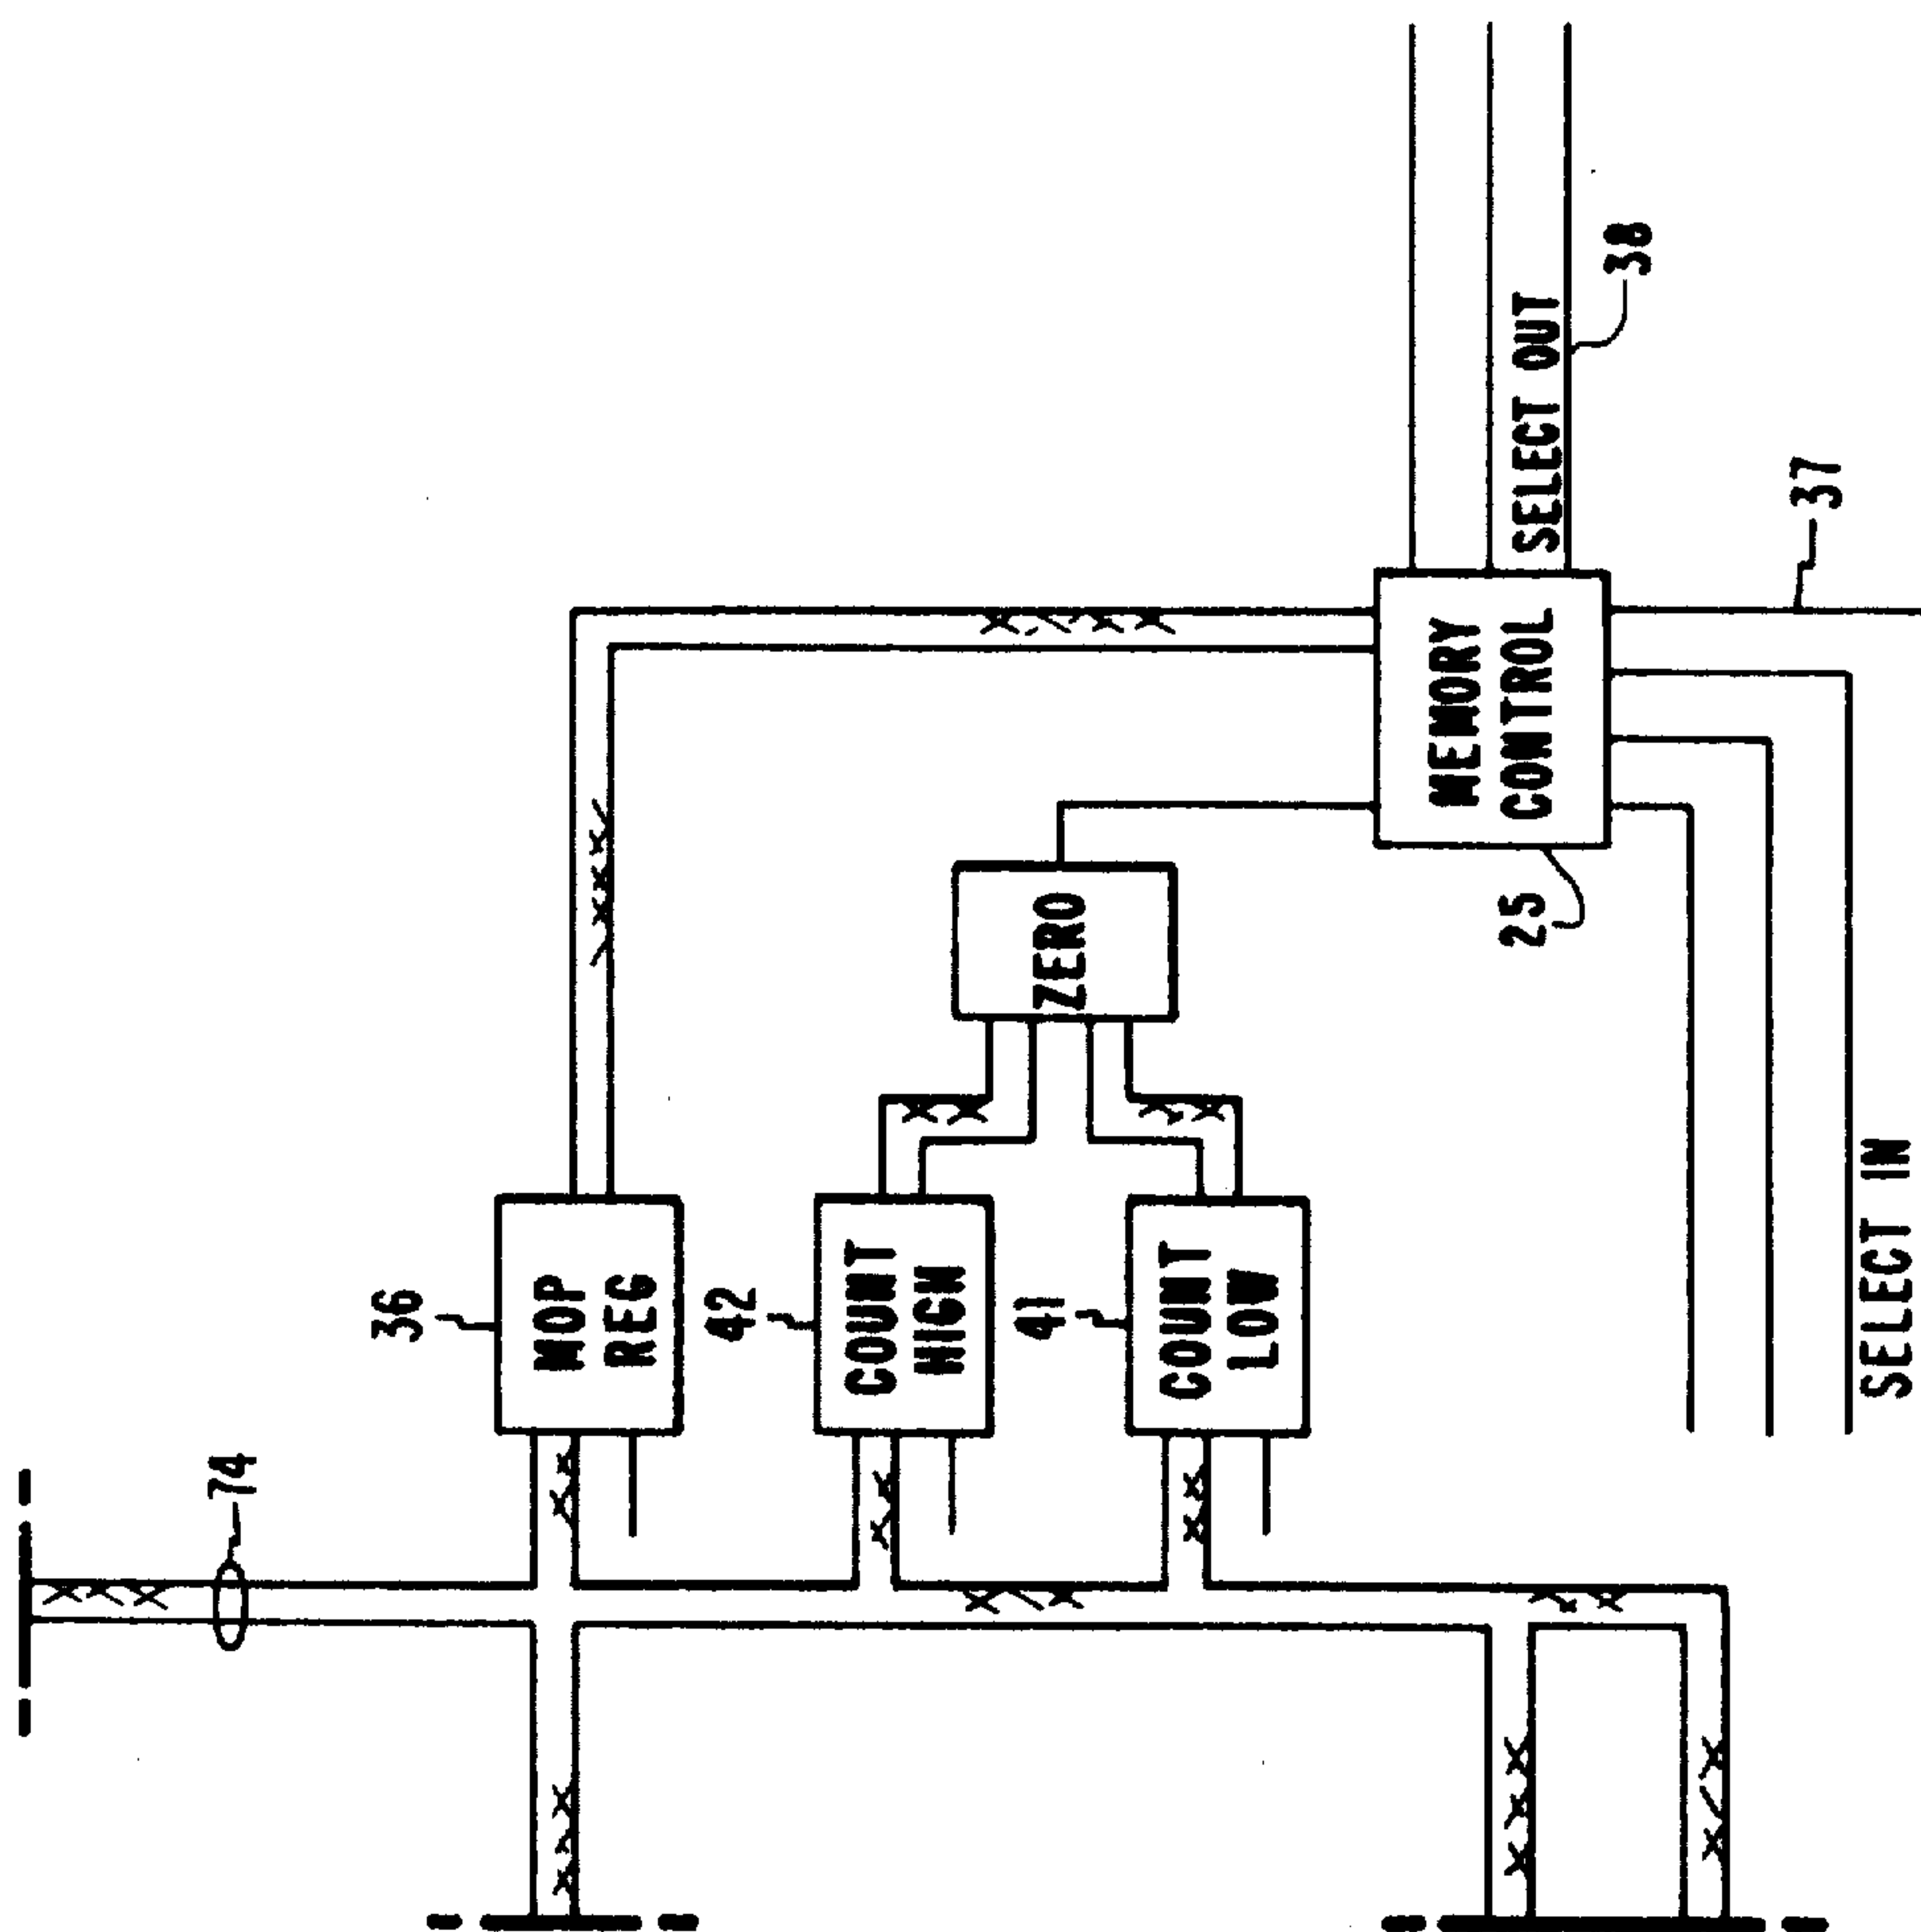 74
36
MOP
REG
42
COUNT
HIGN
41
COUNT
LOW
ZERO
25
MEMORY
CONTROL
SELECT OUT
38
37
SELECT IN